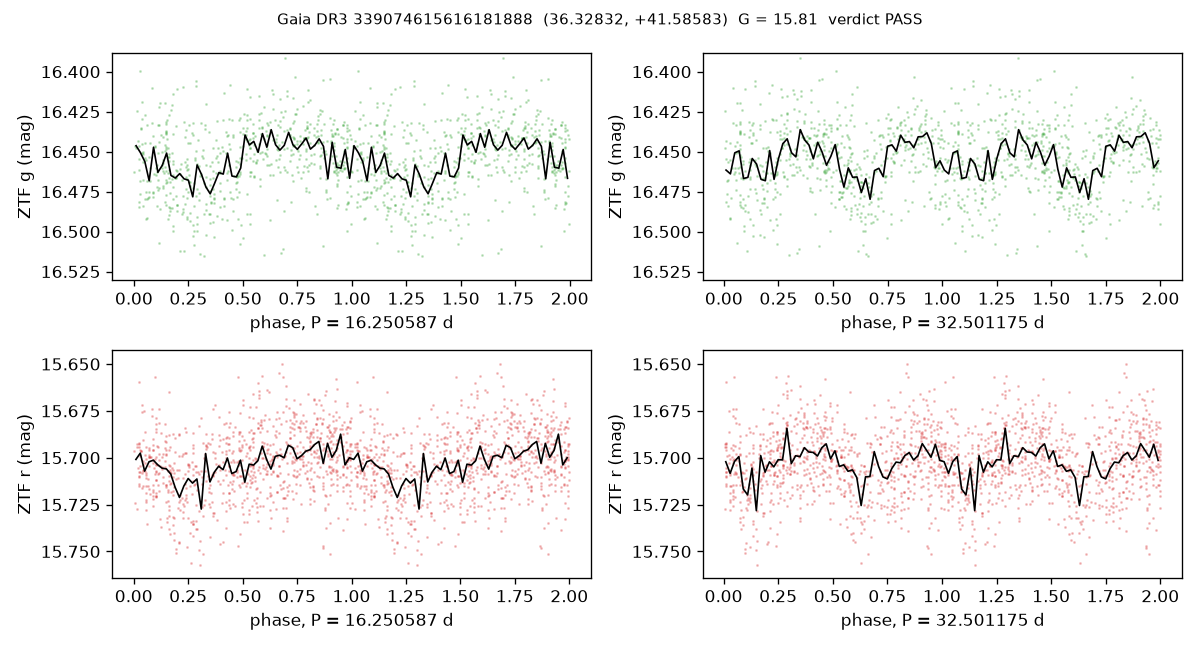 Gaia DR3 339074615616181888  (36.32832, +41.58583)  G = 15.81  verdict PASS
ZTF g (mag)
16.400
16.425
16.450
16.475
16.500
16.525
0.00 0.25 0.50 0.75 1.00 1.25 1.50 1.75 2.00
phase, P = 16.250587 d
ZTF g (mag)
16.400
16.425
16.450
16.475
16.500
16.525
0.00 0.25 0.50 0.75 1.00 1.25 1.50 1.75 2.00
phase, P = 32.501175 d
ZTF r (mag)
15.650
15.675
15.700
15.725
15.750
0.00 0.25 0.50 0.75 1.00 1.25 1.50 1.75 2.00
phase, P = 16.250587 d
ZTF r (mag)
15.650
15.675
15.700
15.725
15.750
0.00 0.25 0.50 0.75 1.00 1.25 1.50 1.75 2.00
phase, P = 32.501175 d